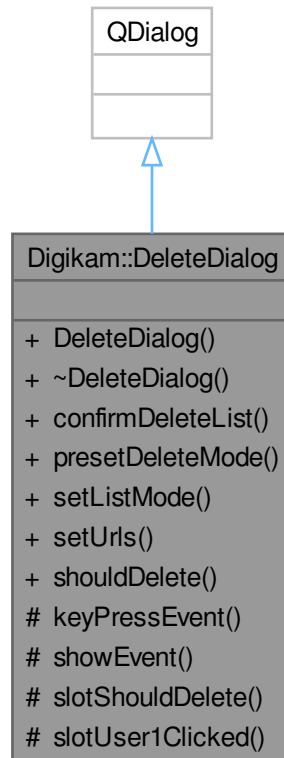 QDialog
Digikam::DeleteDialog
+ DeleteDialog()
+ ~DeleteDialog()
+ confirmDeleteList()
+ presetDeleteMode()
+ setListMode()
+ setUrls()
+ shouldDelete()
# keyPressEvent()
# showEvent()
# slotShouldDelete()
# slotUser1Clicked()